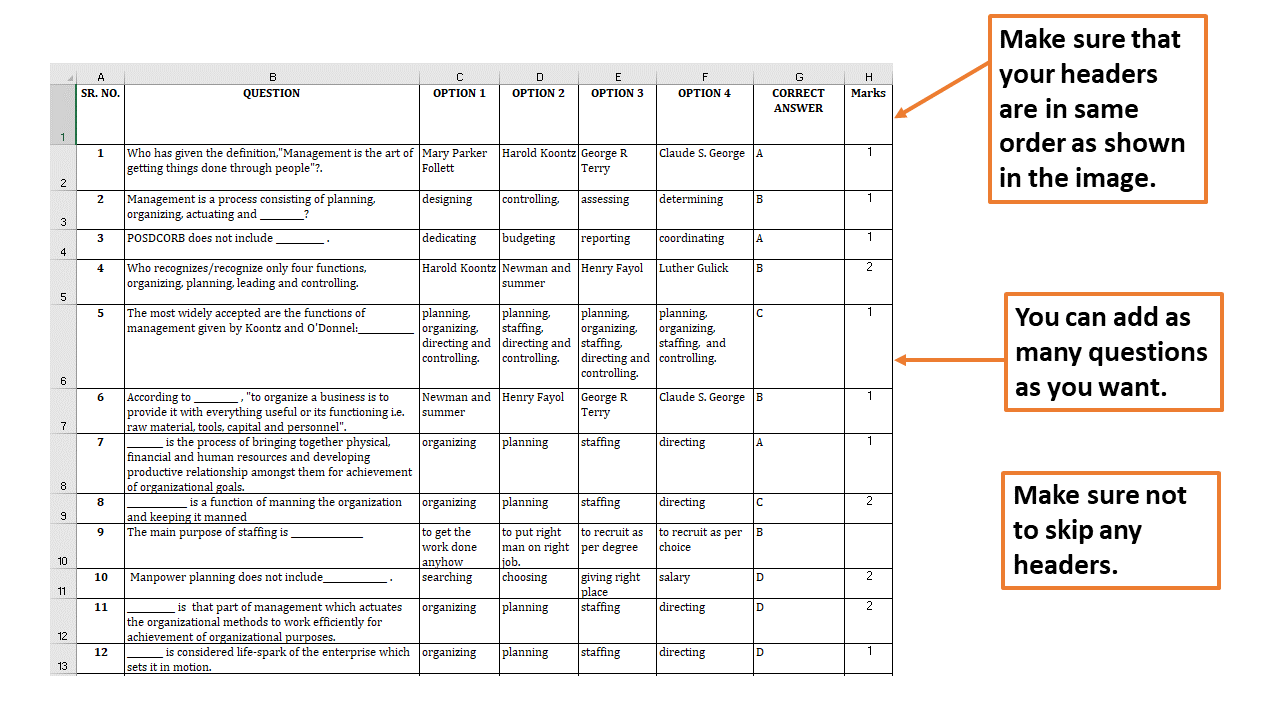 A B C D E F G H
SR. NO. QUESTION OPTION 1 OPTION 2 OPTION 3 OPTION 4 CORRECT Marks
ANSWER
1
1 Who has given the definition,"Management is the art of Mary Parker Harold Koontz George R Claude S. George A 1
getting things done through people"?. Follett Terry
2
2 Management is a process consisting of planning, designing controlling, assessing determining B 1
organizing, actuating and ________?
3
3 POSDCORB does not include ________ . dedicating budgeting reporting coordinating A 1
4
4 Who recognizes/recognize only four functions, Harold Koontz Newman and Henry Fayol Luther Gulick B 2
organizing, planning, leading and controlling. summer
5
5 The most widely accepted are the functions of planning, planning, planning, planning, C 1
management given by Koontz and O'Donnel:__________ organizing, staffing, organizing, organizing,
directing and directing and staffing, staffing, and
controlling. controlling. directing and controlling.
controlling.
6
6 According to ________ , "to organize a business is to Newman and Henry Fayol George R Claude S. George B 1
provide it with everything useful or its functioning i.e. summer Terry
raw material, tools, capital and personnel".
7
7 ______ is the process of bringing together physical, organizing planning staffing directing A 1
financial and human resources and developing
productive relationship amongst them for achievement
of organizational goals.
8
8 __________ is a function of manning the organization organizing planning staffing directing C 2
and keeping it manned
9
9 The main purpose of staffing is ____________ to get the to put right to recruit as to recruit as per B
work done man on right per degree choice
anyhow job.
10
10 Manpower planning does not include___________ . searching choosing giving right salary D 2
place
11
11 ________ is that part of management which actuates organizing planning staffing directing D 2
the organizational methods to work efficiently for
achievement of organizational purposes.
12
12 ______ is considered life-spark of the enterprise which organizing planning staffing directing D 1
sets it in motion.
13
Make sure that
your headers
are in same
order as shown
in the image.
You can add as
many questions
as you want.
Make sure not
to skip any
headers.